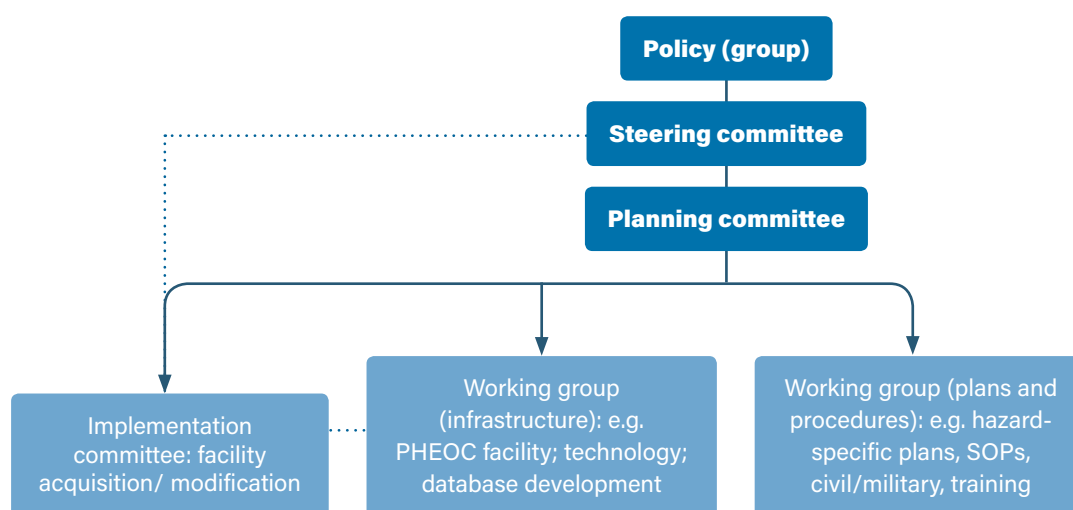 Policy (group)
Steering committee
Planning committee
Implementation
committee: facility
acquisition/ modification
Working group
(infrastructure): e.g.
PHEOC facility; technology;
database development
Working group (plans and
procedures): e.g. hazard-
specific plans, SOPs,
civil/military, training